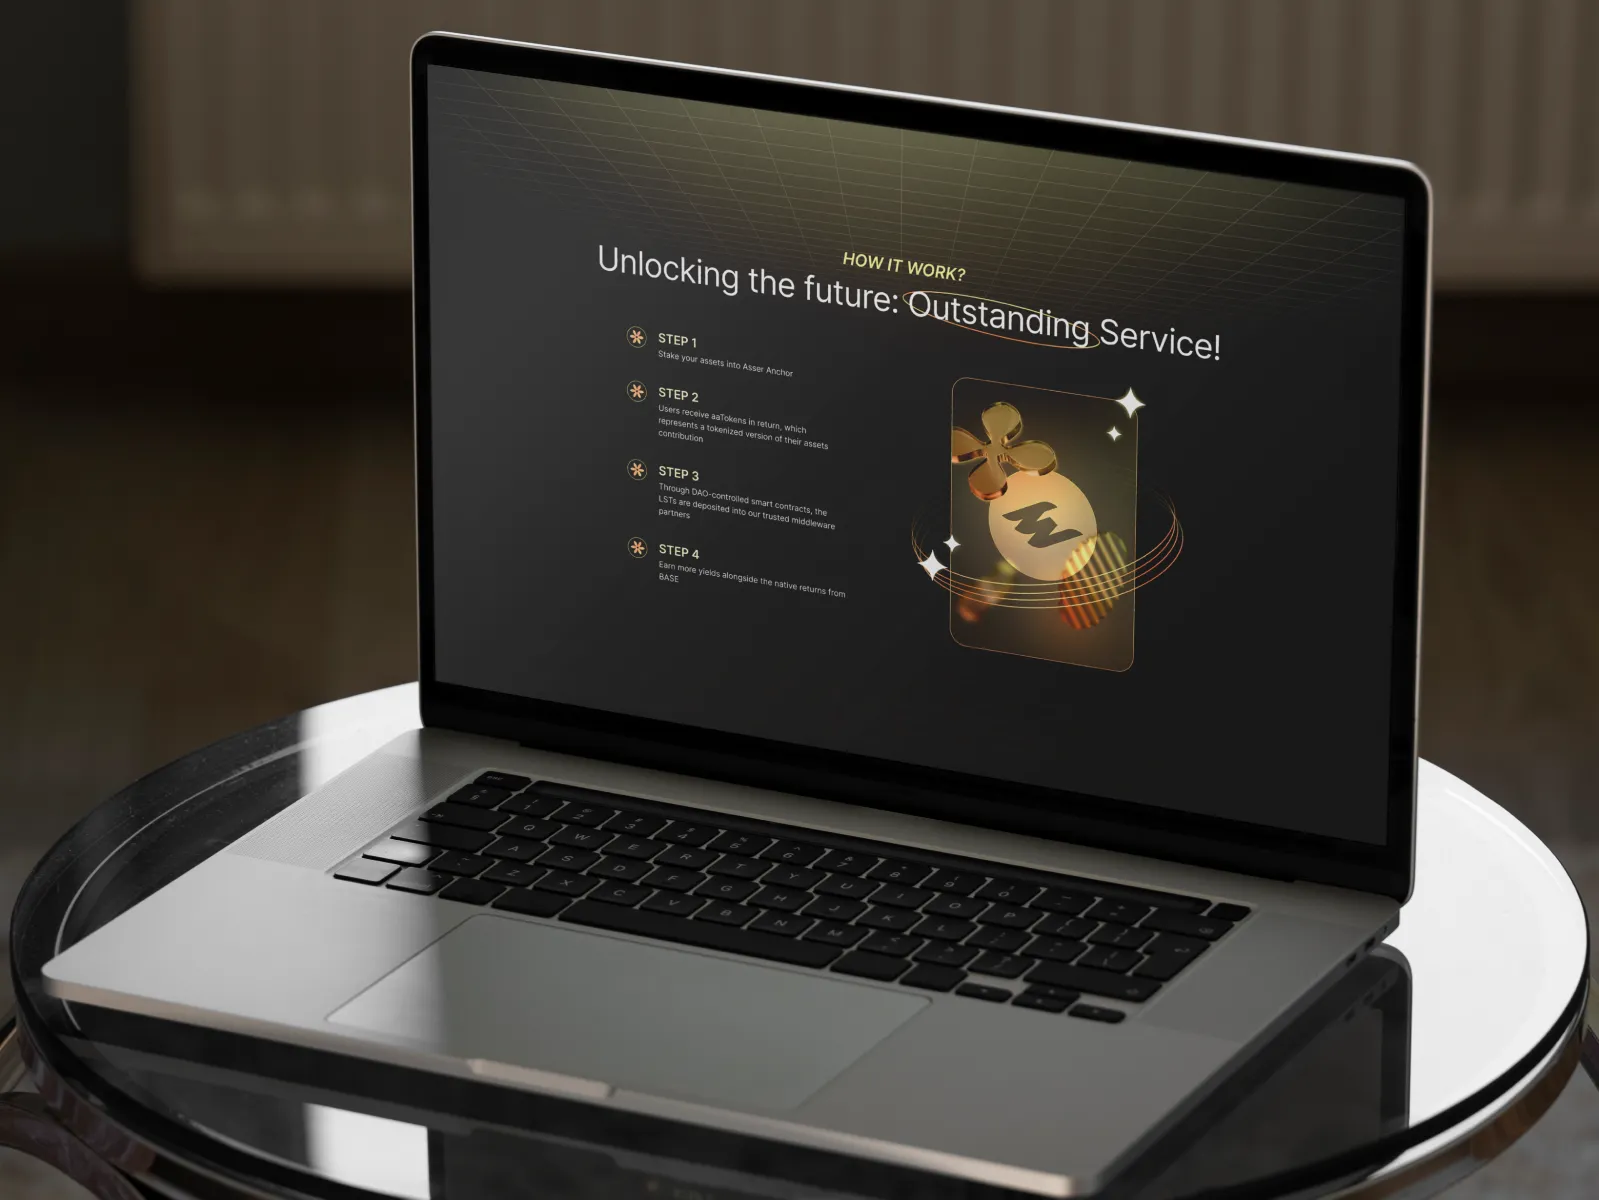 HOW IT WORK?
Unlocking the future: Outstanding Service!
STEP 1
Stake your assets into Asser Anchor
STEP 2
Users receive aaTokens in return, which
represents a tokenized version of their assets
contribution
STEP 3
Through DAO-controlled smart contracts, the
LSTs are deposited into our trusted middleware
partners
STEP 4
Earn more yields alongside the native returns from
BASE
Q W E R T Y U I O P
A S D F G H J K L
Z X C V B N M